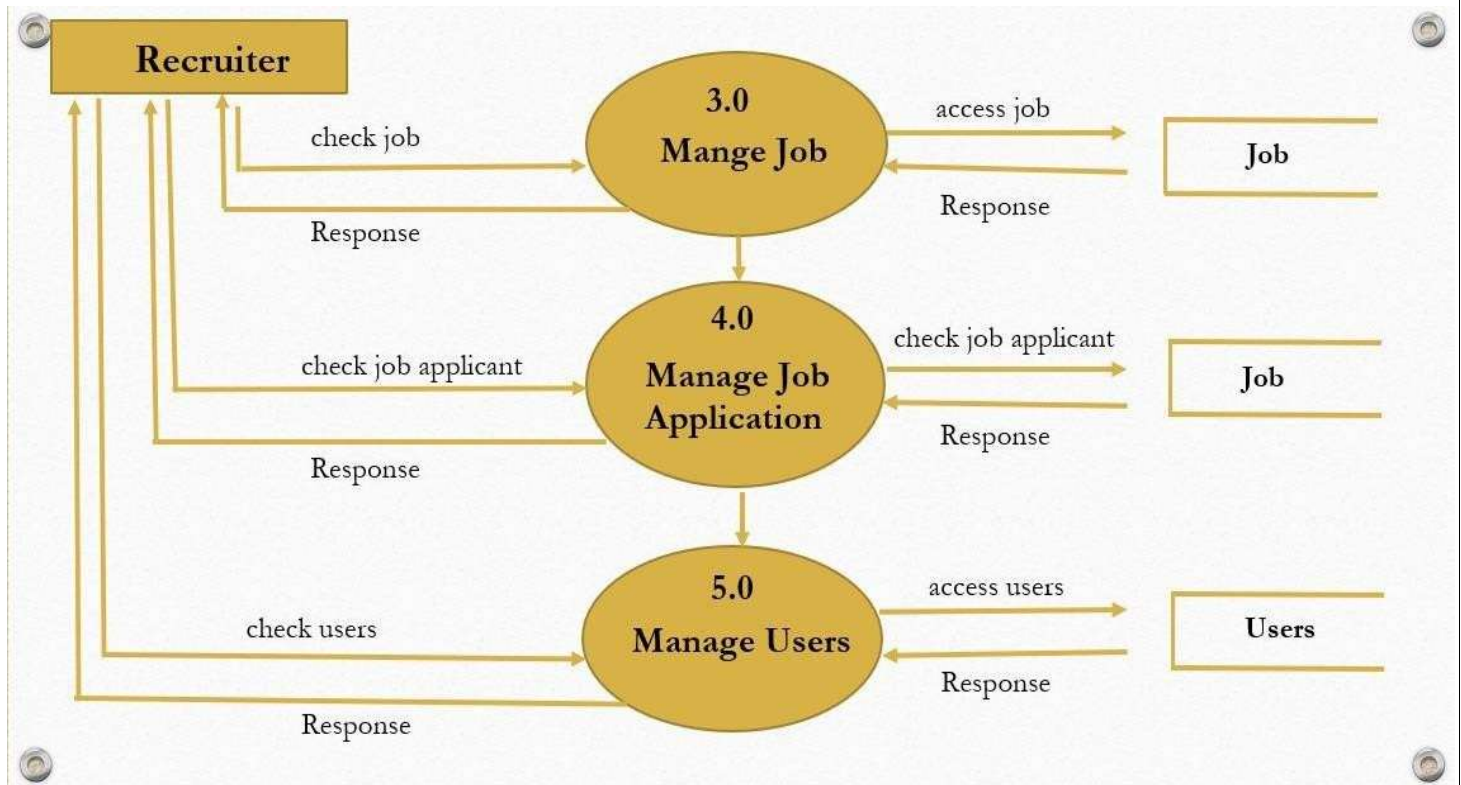 Recruiter
3.0
Mange Job
check job
Response
access job
Response
Job
4.0
Manage Job
Application
check job applicant
Response
check job applicant
Response
Job
5.0
Manage Users
check users
Response
access users
Response
Users